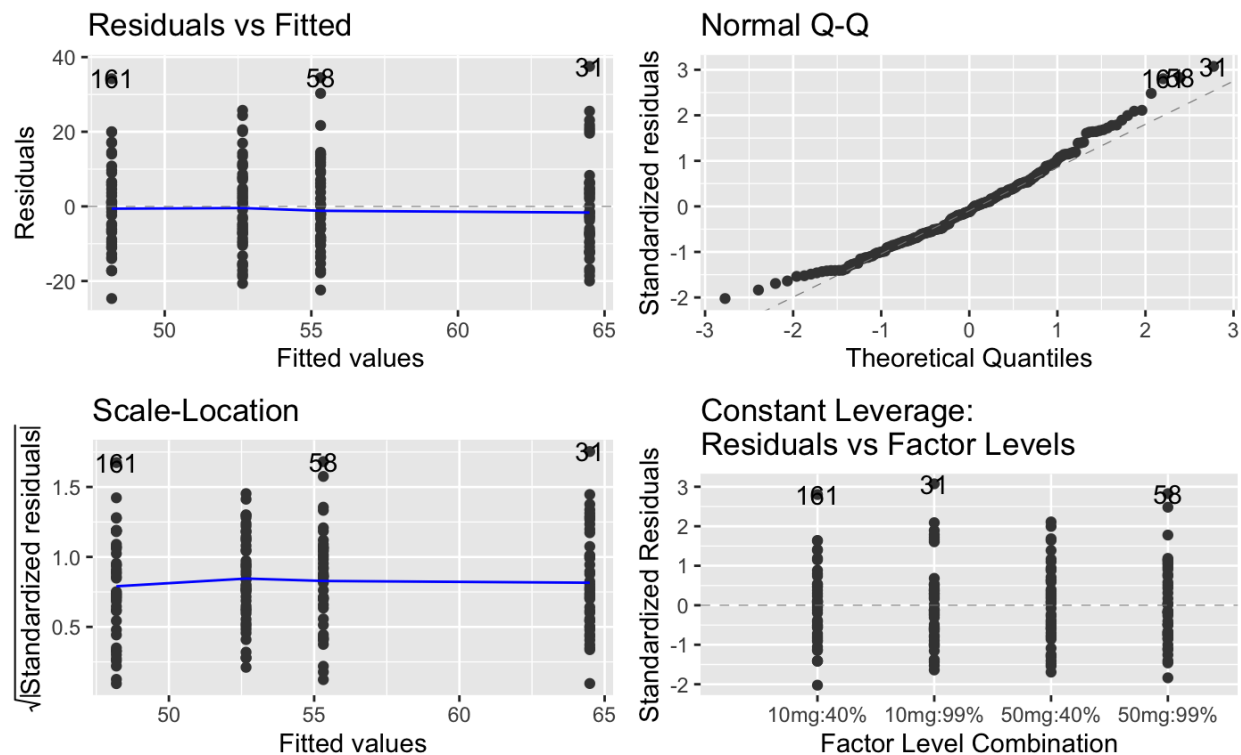 Residuals vs Fitted
40
20
0
-20
Residuals
161
58
31
50
55
60
65
Fitted values
Normal Q-Q
3
2
1
0
-1
-2
Standardized residuals
161
58
31
-3
-2
-1
0
1
2
3
Theoretical Quantiles
Scale-Location
1.5
1.0
0.5
√|Standardized residuals|
161
58
31
50
55
60
65
Fitted values
Constant Leverage:
Residuals vs Factor Levels
3
2
1
0
-1
-2
Standardized Residuals
161
31
58
10mg:40%
10mg:99%
50mg:40%
50mg:99%
Factor Level Combination